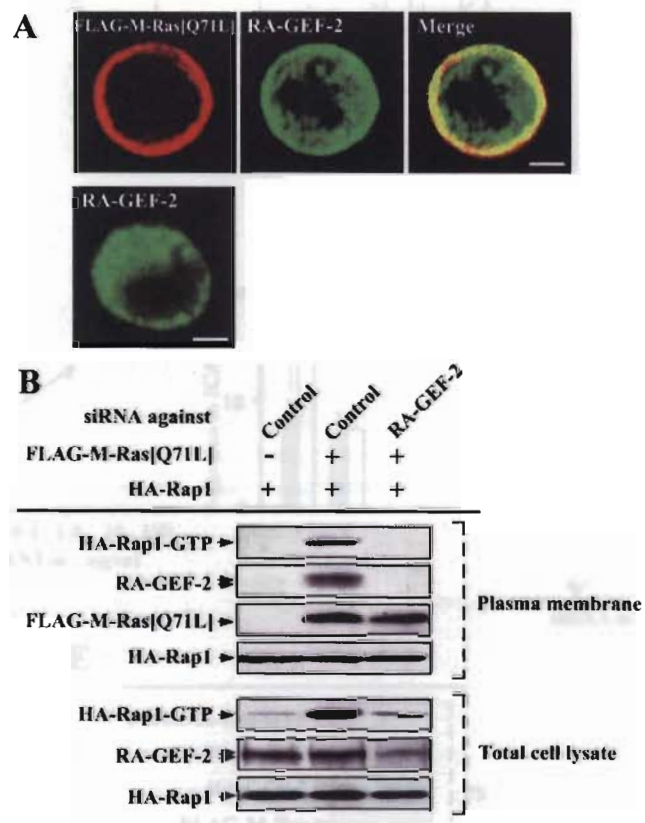 A
FLAG-M-Ras[Q71L] RA-GEF-2 Merge
RA-GEF-2
B
siRNA against Control Control RA-GEF-2
FLAG-M-Ras[Q71L] - + +
HA-Rap1 + + +
HA-Rap1-GTP
RA-GEF-2
FLAG-M-Ras[Q71L]
HA-Rap1
Plasma membrane
HA-Rap1-GTP
RA-GEF-2
HA-Rap1
Total cell lysate